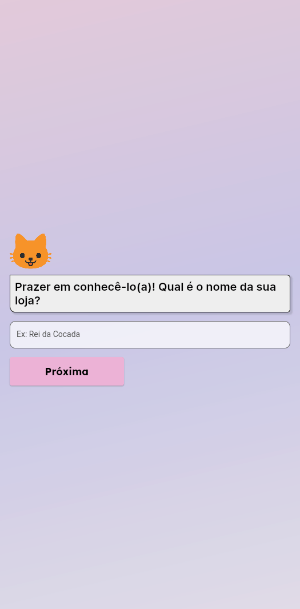 Prazer em conhecê-lo(a)! Qual é o nome da sua
loja?
Ex: Rei da Cocada
Próxima